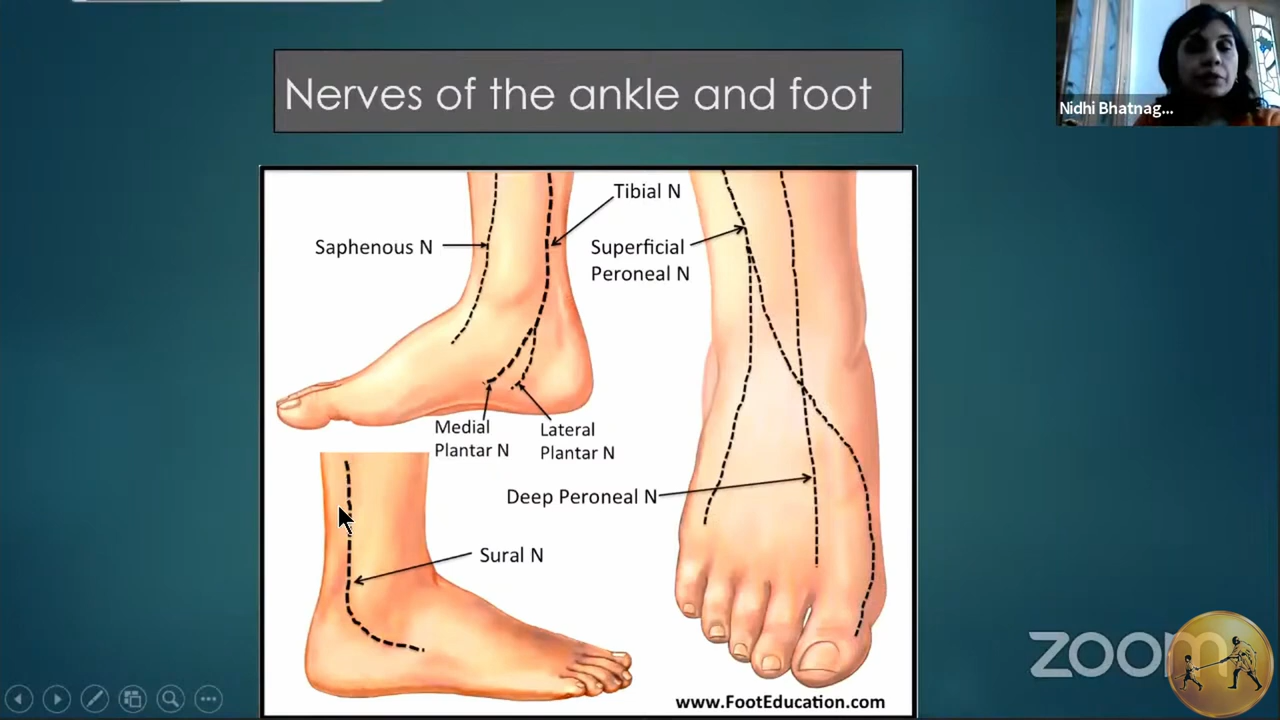 Nidhi Bhatnag...
Nerves of the ankle and foot
Tibial N
Saphenous N
Superficial
Peroneal N
Medial
Plantar N
Lateral
Plantar N
Deep Peroneal N
Sural N
www.FootEducation.com
zoom